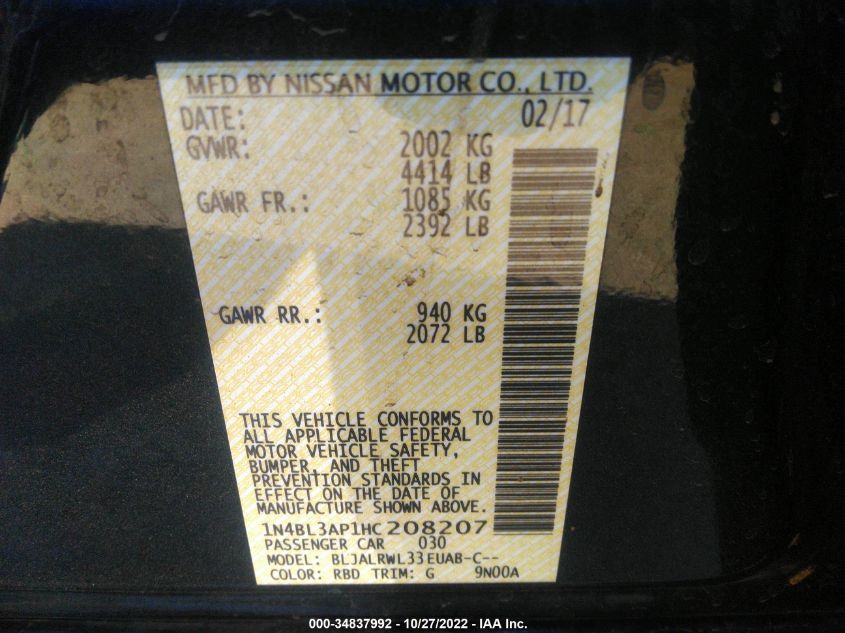 MFD BY NISSAN MOTOR CO., LTD.
DATE: 02/17
GVWR: 2002 KG
4414 LB
GAWR FR.: 1085 KG
2392 LB
GAWR RR.: 940 KG
2072 LB
THIS VEHICLE CONFORMS TO
ALL APPLICABLE FEDERAL
MOTOR VEHICLE SAFETY,
BUMPER, AND THEFT
PREVENTION STANDARDS IN
EFFECT ON THE DATE OF
MANUFACTURE SHOWN ABOVE.
1N4BL3AP1HC208207
PASSENGER CAR 030
MODEL: BLJALRWL33EUAB-C--
COLOR: RBD TRIM: G 9N00A
000-34837992 - 10/27/2022 - IAA Inc.